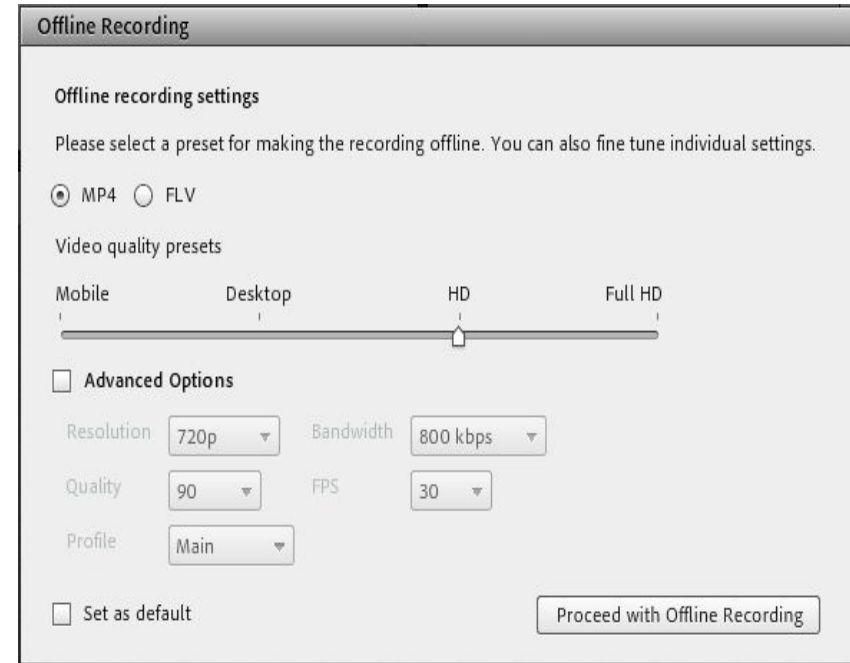 Offline Recording
Offline recording settings
Please select a preset for making the recording offline. You can also fine tune individual settings.
MP4 FLV
Video quality presets
Mobile Desktop HD Full HD
Advanced Options
Resolution 720p Bandwidth 800 kbps
Quality 90 FPS 30
Profile Main
Set as default Proceed with Offline Recording